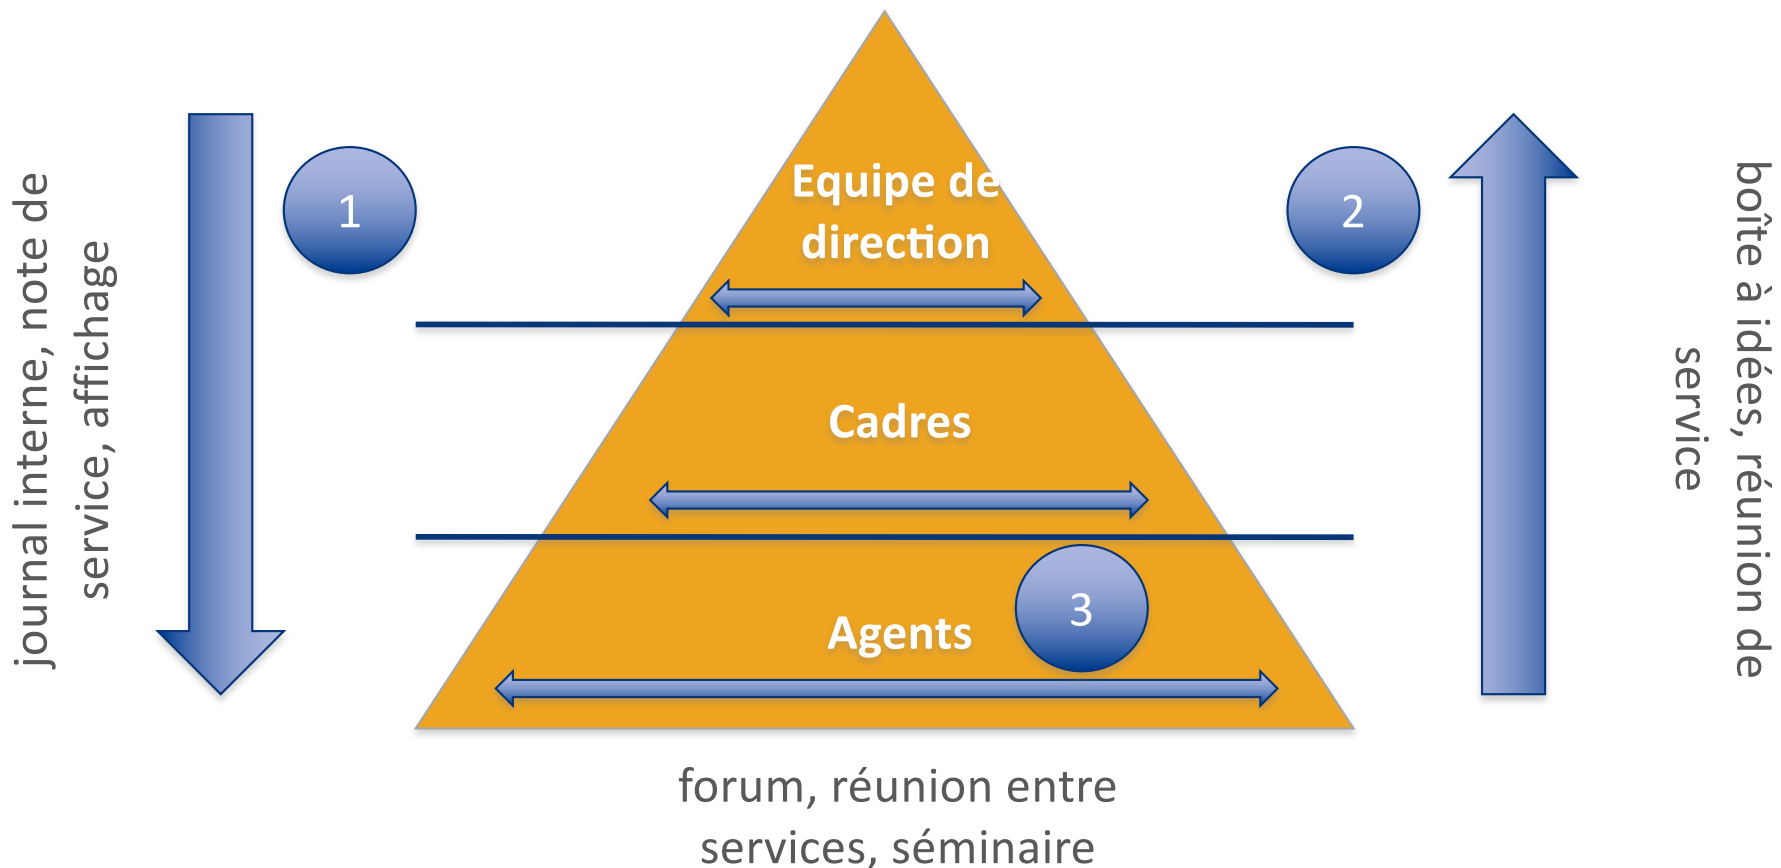 journal interne, note de
service, affichage
1
Equipe de
direction
2
boîte à idées, réunion de
service
Cadres
Agents
3
forum, réunion entre
services, séminaire